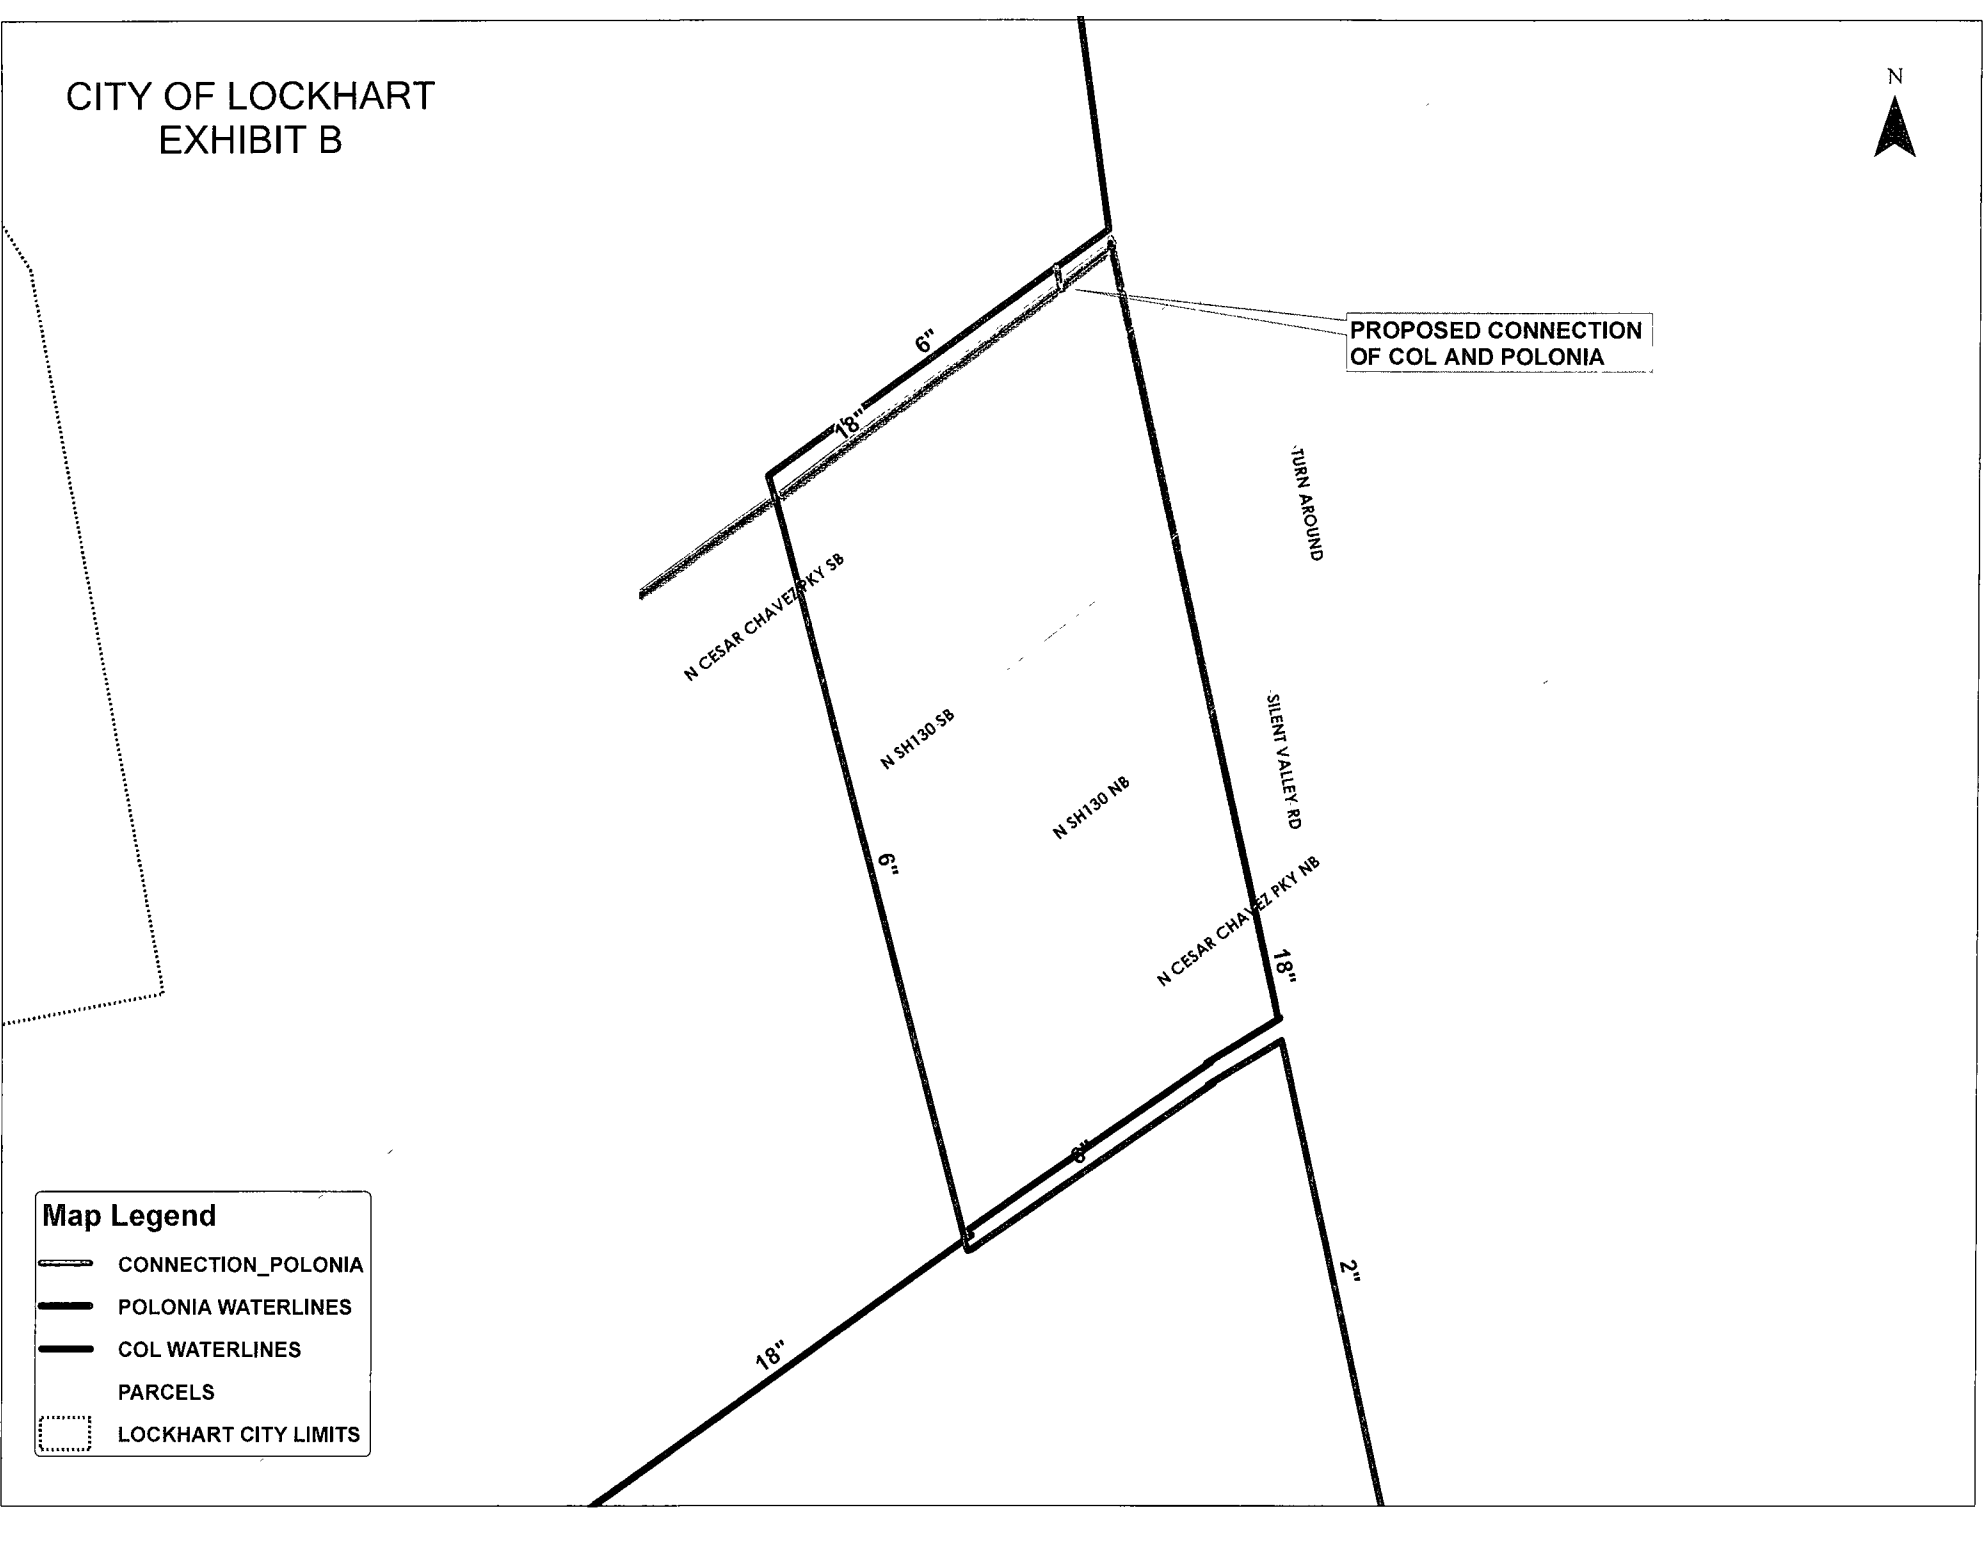 CITY OF LOCKHART
EXHIBIT B
N
6"
PROPOSED CONNECTION
OF COL AND POLONIA
18"
TURN AROUND
N CESAR CHAVEZ PKY SB
N SH130 SB
SILENT VALLEY RD
N SH130 NB
6"
N CESAR CHAVEZ PKY NB
18"
6"
2"
18"
Map Legend
CONNECTION_POLONIA
POLONIA WATERLINES
COL WATERLINES
PARCELS
LOCKHART CITY LIMITS